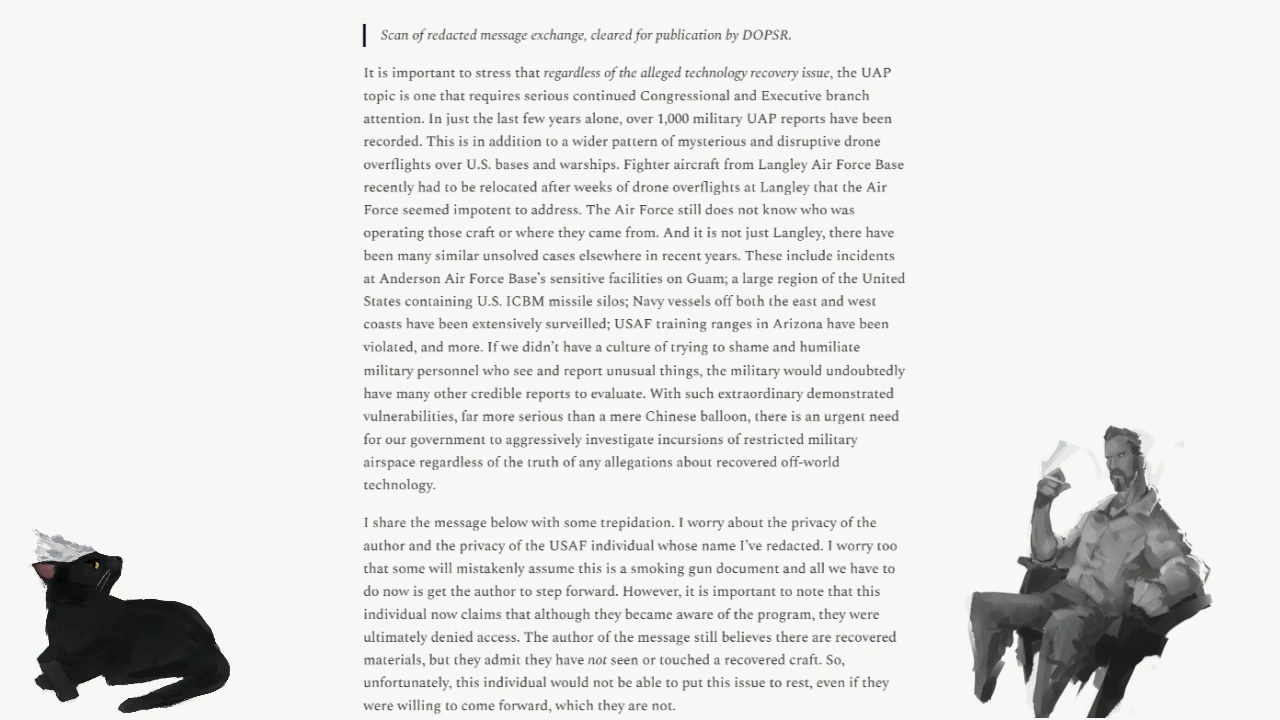 Scan of redacted message exchange, cleared for publication by DOPSR.
It is important to stress that regardless of the alleged technology recovery issue, the UAP
topic is one that requires serious continued Congressional and Executive branch
attention. In just the last few years alone, over 1,000 military UAP reports have been
recorded. This is in addition to a wider pattern of mysterious and disruptive drone
overflights over U.S. bases and warships. Fighter aircraft from Langley Air Force Base
recently had to be relocated after weeks of drone overflights at Langley that the Air
Force seemed impotent to address. The Air Force still does not know who was
operating those craft or where they came from. And it is not just Langley, there have
been many similar unsolved cases elsewhere in recent years. These include incidents
at Anderson Air Force Base’s sensitive facilities on Guam; a large region of the United
States containing U.S. ICBM missile silos; Navy vessels off both the east and west
coasts have been extensively surveilled; USAF training ranges in Arizona have been
violated, and more. If we didn’t have a culture of trying to shame and humiliate
military personnel who see and report unusual things, the military would undoubtedly
have many other credible reports to evaluate. With such extraordinary demonstrated
vulnerabilities, far more serious than a mere Chinese balloon, there is an urgent need
for our government to aggressively investigate incursions of restricted military
airspace regardless of the truth of any allegations about recovered off-world
technology.
I share the message below with some trepidation. I worry about the privacy of the
author and the privacy of the USAF individual whose name I’ve redacted. I worry too
that some will mistakenly assume this is a smoking gun document and all we have to
do now is get the author to step forward. However, it is important to note that this
individual now claims that although they became aware of the program, they were
ultimately denied access. The author of the message still believes there are recovered
materials, but they admit they have not seen or touched a recovered craft. So,
unfortunately, this individual would not be able to put this issue to rest, even if they
were willing to come forward, which they are not.